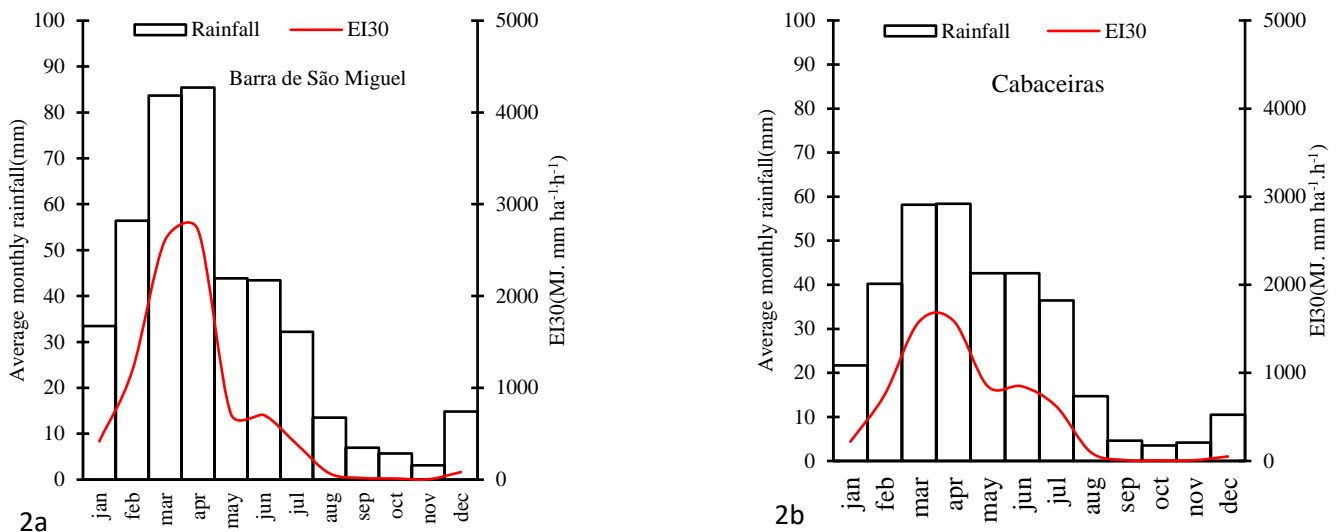 Rainfall
EI30
Barra de São Miguel
Average monthly rainfall(mm)
100
90
80
70
60
50
40
30
20
10
0
5000
4000
3000
2000
1000
0
EI30(MJ. mm ha-1.h-1)
jan
feb
mar
apr
may
jun
jul
aug
sep
oct
nov
dec
2a
Rainfall
EI30
Cabaceiras
Average monthly rainfall(mm)
100
90
80
70
60
50
40
30
20
10
0
5000
4000
3000
2000
1000
0
EI30(MJ. mm ha-1.h-1)
jan
feb
mar
apr
may
jun
jul
aug
sep
oct
nov
dec
2b